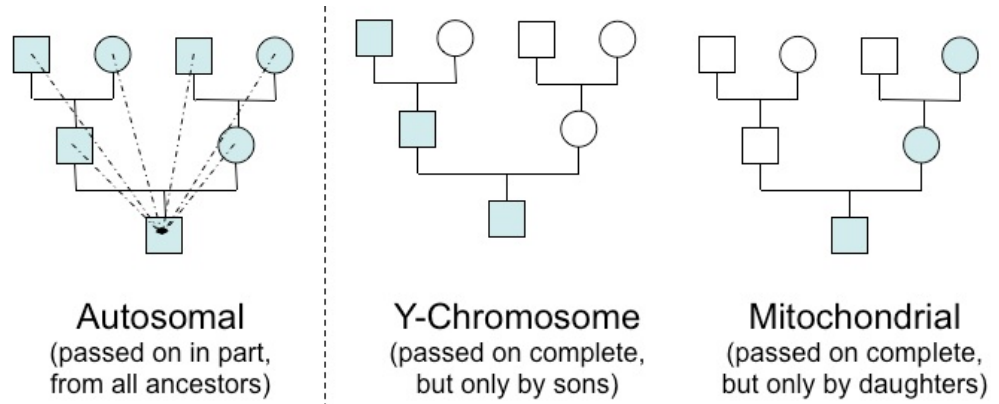 Autosomal
(passed on in part,
from all ancestors)
Y-Chromosome
(passed on complete,
but only by sons)
Mitochondrial
(passed on complete,
but only by daughters)